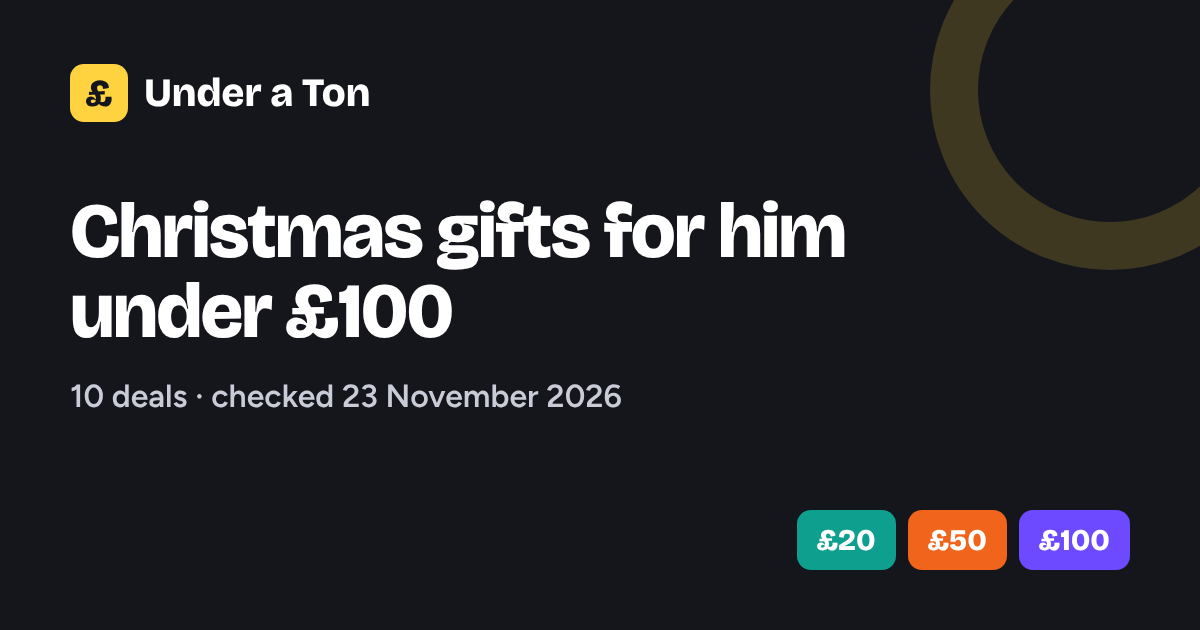 £ Under a Ton
Christmas gifts for him
under £100
10 deals · checked 23 November 2026
£20 £50 £100